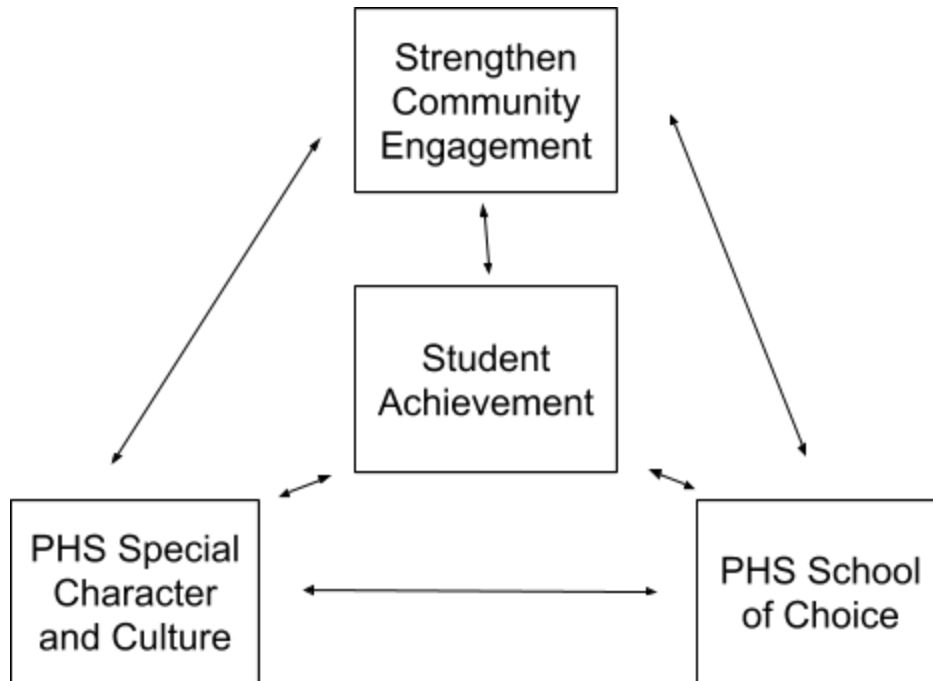 Strengthen
Community
Engagement
Student
Achievement
PHS Special
Character
and Culture
PHS School
of Choice